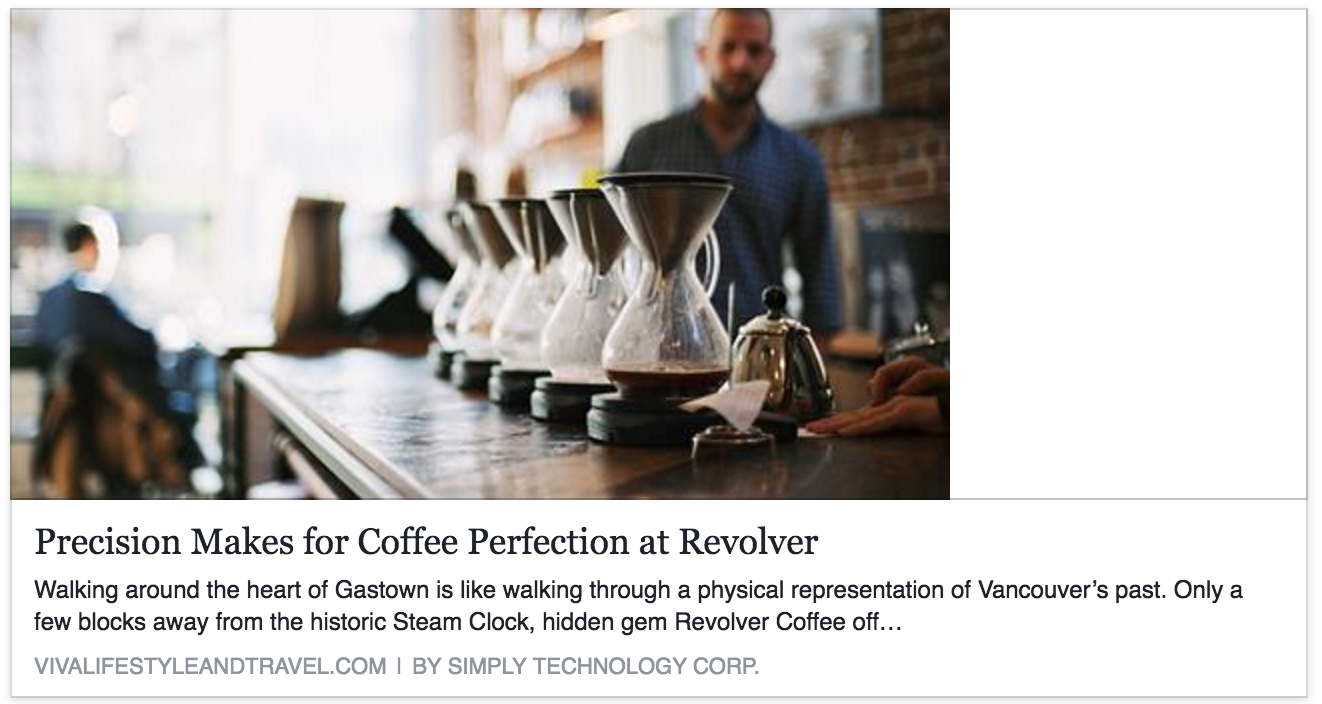 Precision Makes for Coffee Perfection at Revolver
Walking around the heart of Gastown is like walking through a physical representation of Vancouver’s past. Only a
few blocks away from the historic Steam Clock, hidden gem Revolver Coffee off…
VIVALIFESTYLEANDTRAVEL.COM | BY SIMPLY TECHNOLOGY CORP.